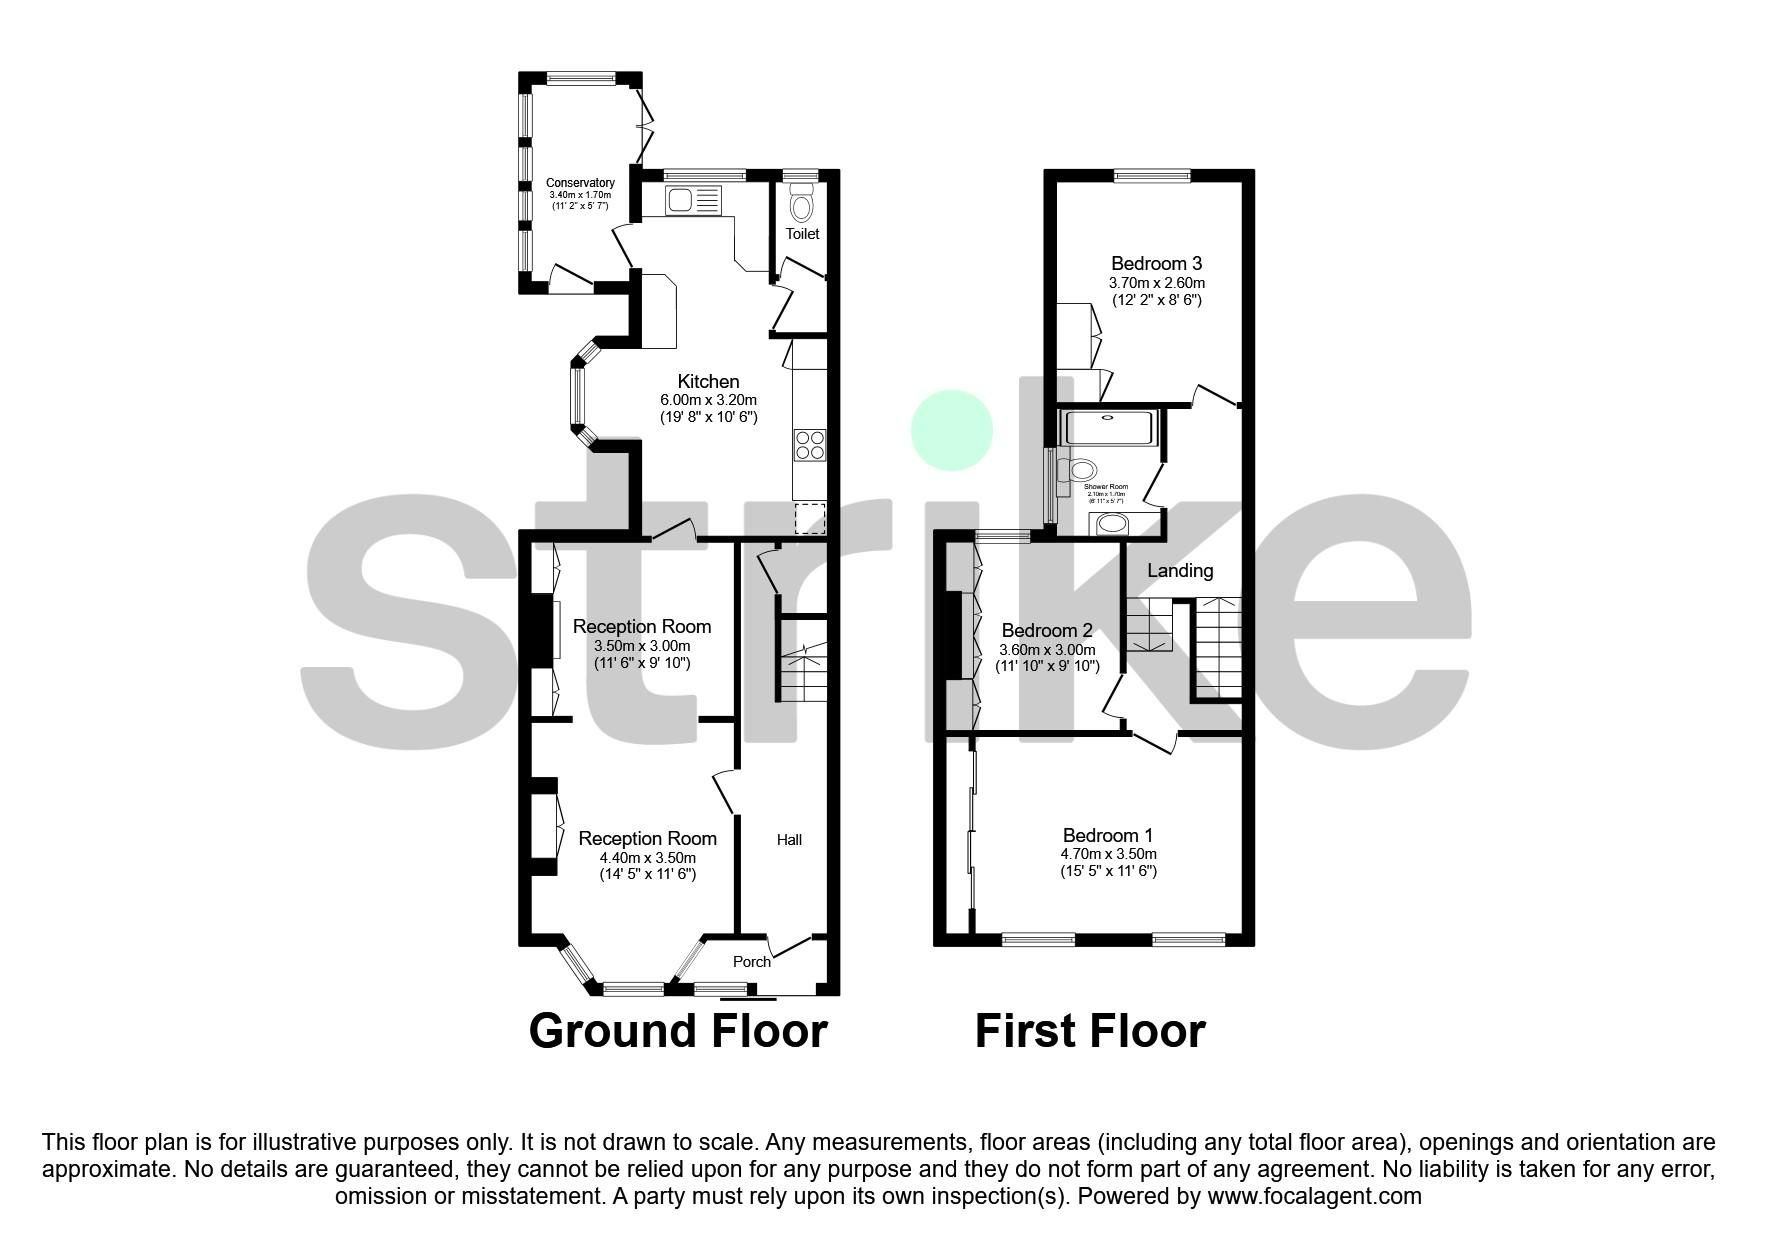 Conservatory
3.40m x 1.70m
(11' 2" x 5' 7")
Toilet
Kitchen
6.00m x 3.20m
(19' 8" x 10' 6")
Reception Room
3.50m x 3.00m
(11' 6" x 9' 10")
Reception Room
4.40m x 3.50m
(14' 5" x 11' 6")
Hall
Porch
Ground Floor
Bedroom 3
3.70m x 2.60m
(12' 2" x 8' 6")
Shower Room
2.10m x 1.70m
(6' 11" x 5' 7")
Landing
Bedroom 2
3.60m x 3.00m
(11' 10" x 9' 10")
Bedroom 1
4.70m x 3.50m
(15' 5" x 11' 6")
First Floor
strike
This floor plan is for illustrative purposes only. It is not drawn to scale. Any measurements, floor areas (including any total floor area), openings and orientation are
approximate. No details are guaranteed, they cannot be relied upon for any purpose and they do not form part of any agreement. No liability is taken for any error,
omission or misstatement. A party must rely upon its own inspection(s). Powered by www.focalagent.com